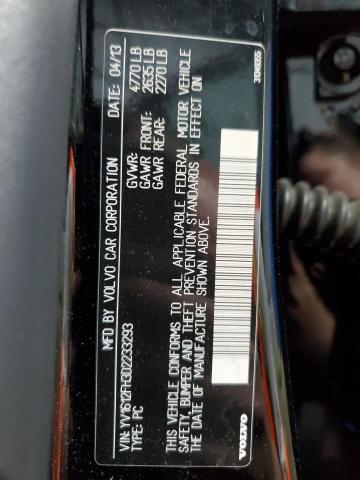 MFD BY VOLVO CAR CORPORATION DATE: 04/13
GVWR: 4770 LB
GAWR FRONT: 2635 LB
GAWR REAR: 2270 LB
VIN: YV1612FH3D2233293
TYPE: PC
THIS VEHICLE CONFORMS TO ALL APPLICABLE FEDERAL MOTOR VEHICLE
SAFETY, BUMPER AND THEFT PREVENTION STANDARDS IN EFFECT ON
THE DATE OF MANUFACTURE SHOWN ABOVE.
VOLVO